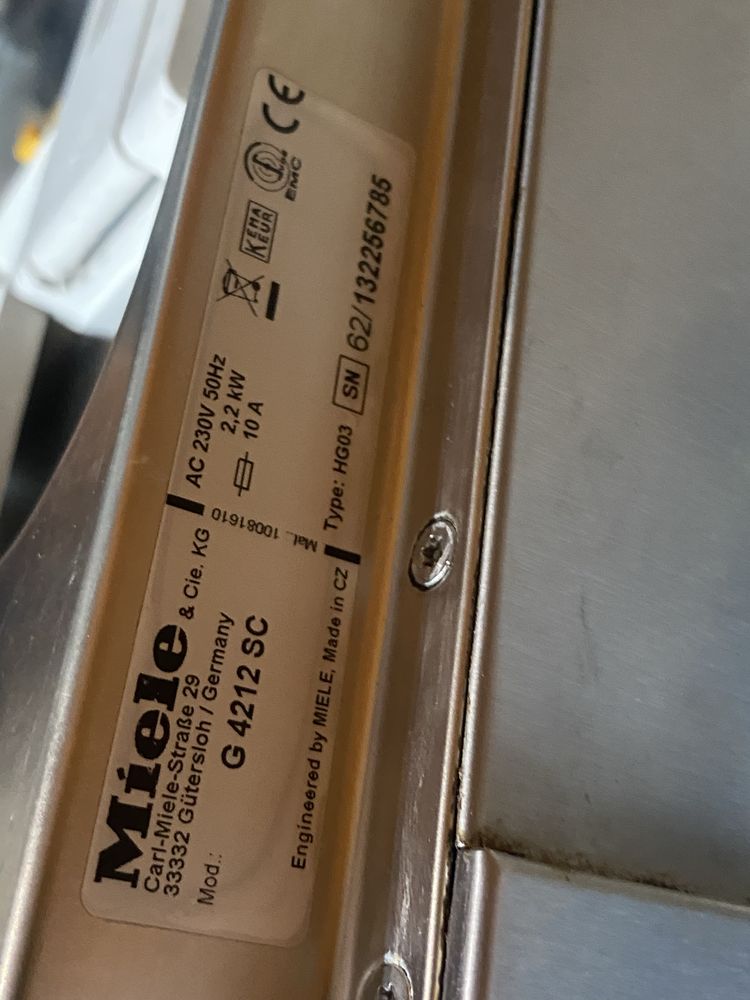 Miele & Cie. KG
Carl-Miele-Straße 29
33332 Gütersloh / Germany
Mod.: G 4212 SC
Engineered by MIELE, Made in CZ
Mat.: 10081610
AC 230V 50Hz
2,2 kW
10 A
Type: HG03 SN 62/132256785
KEMA
KEUR
EMC
CE